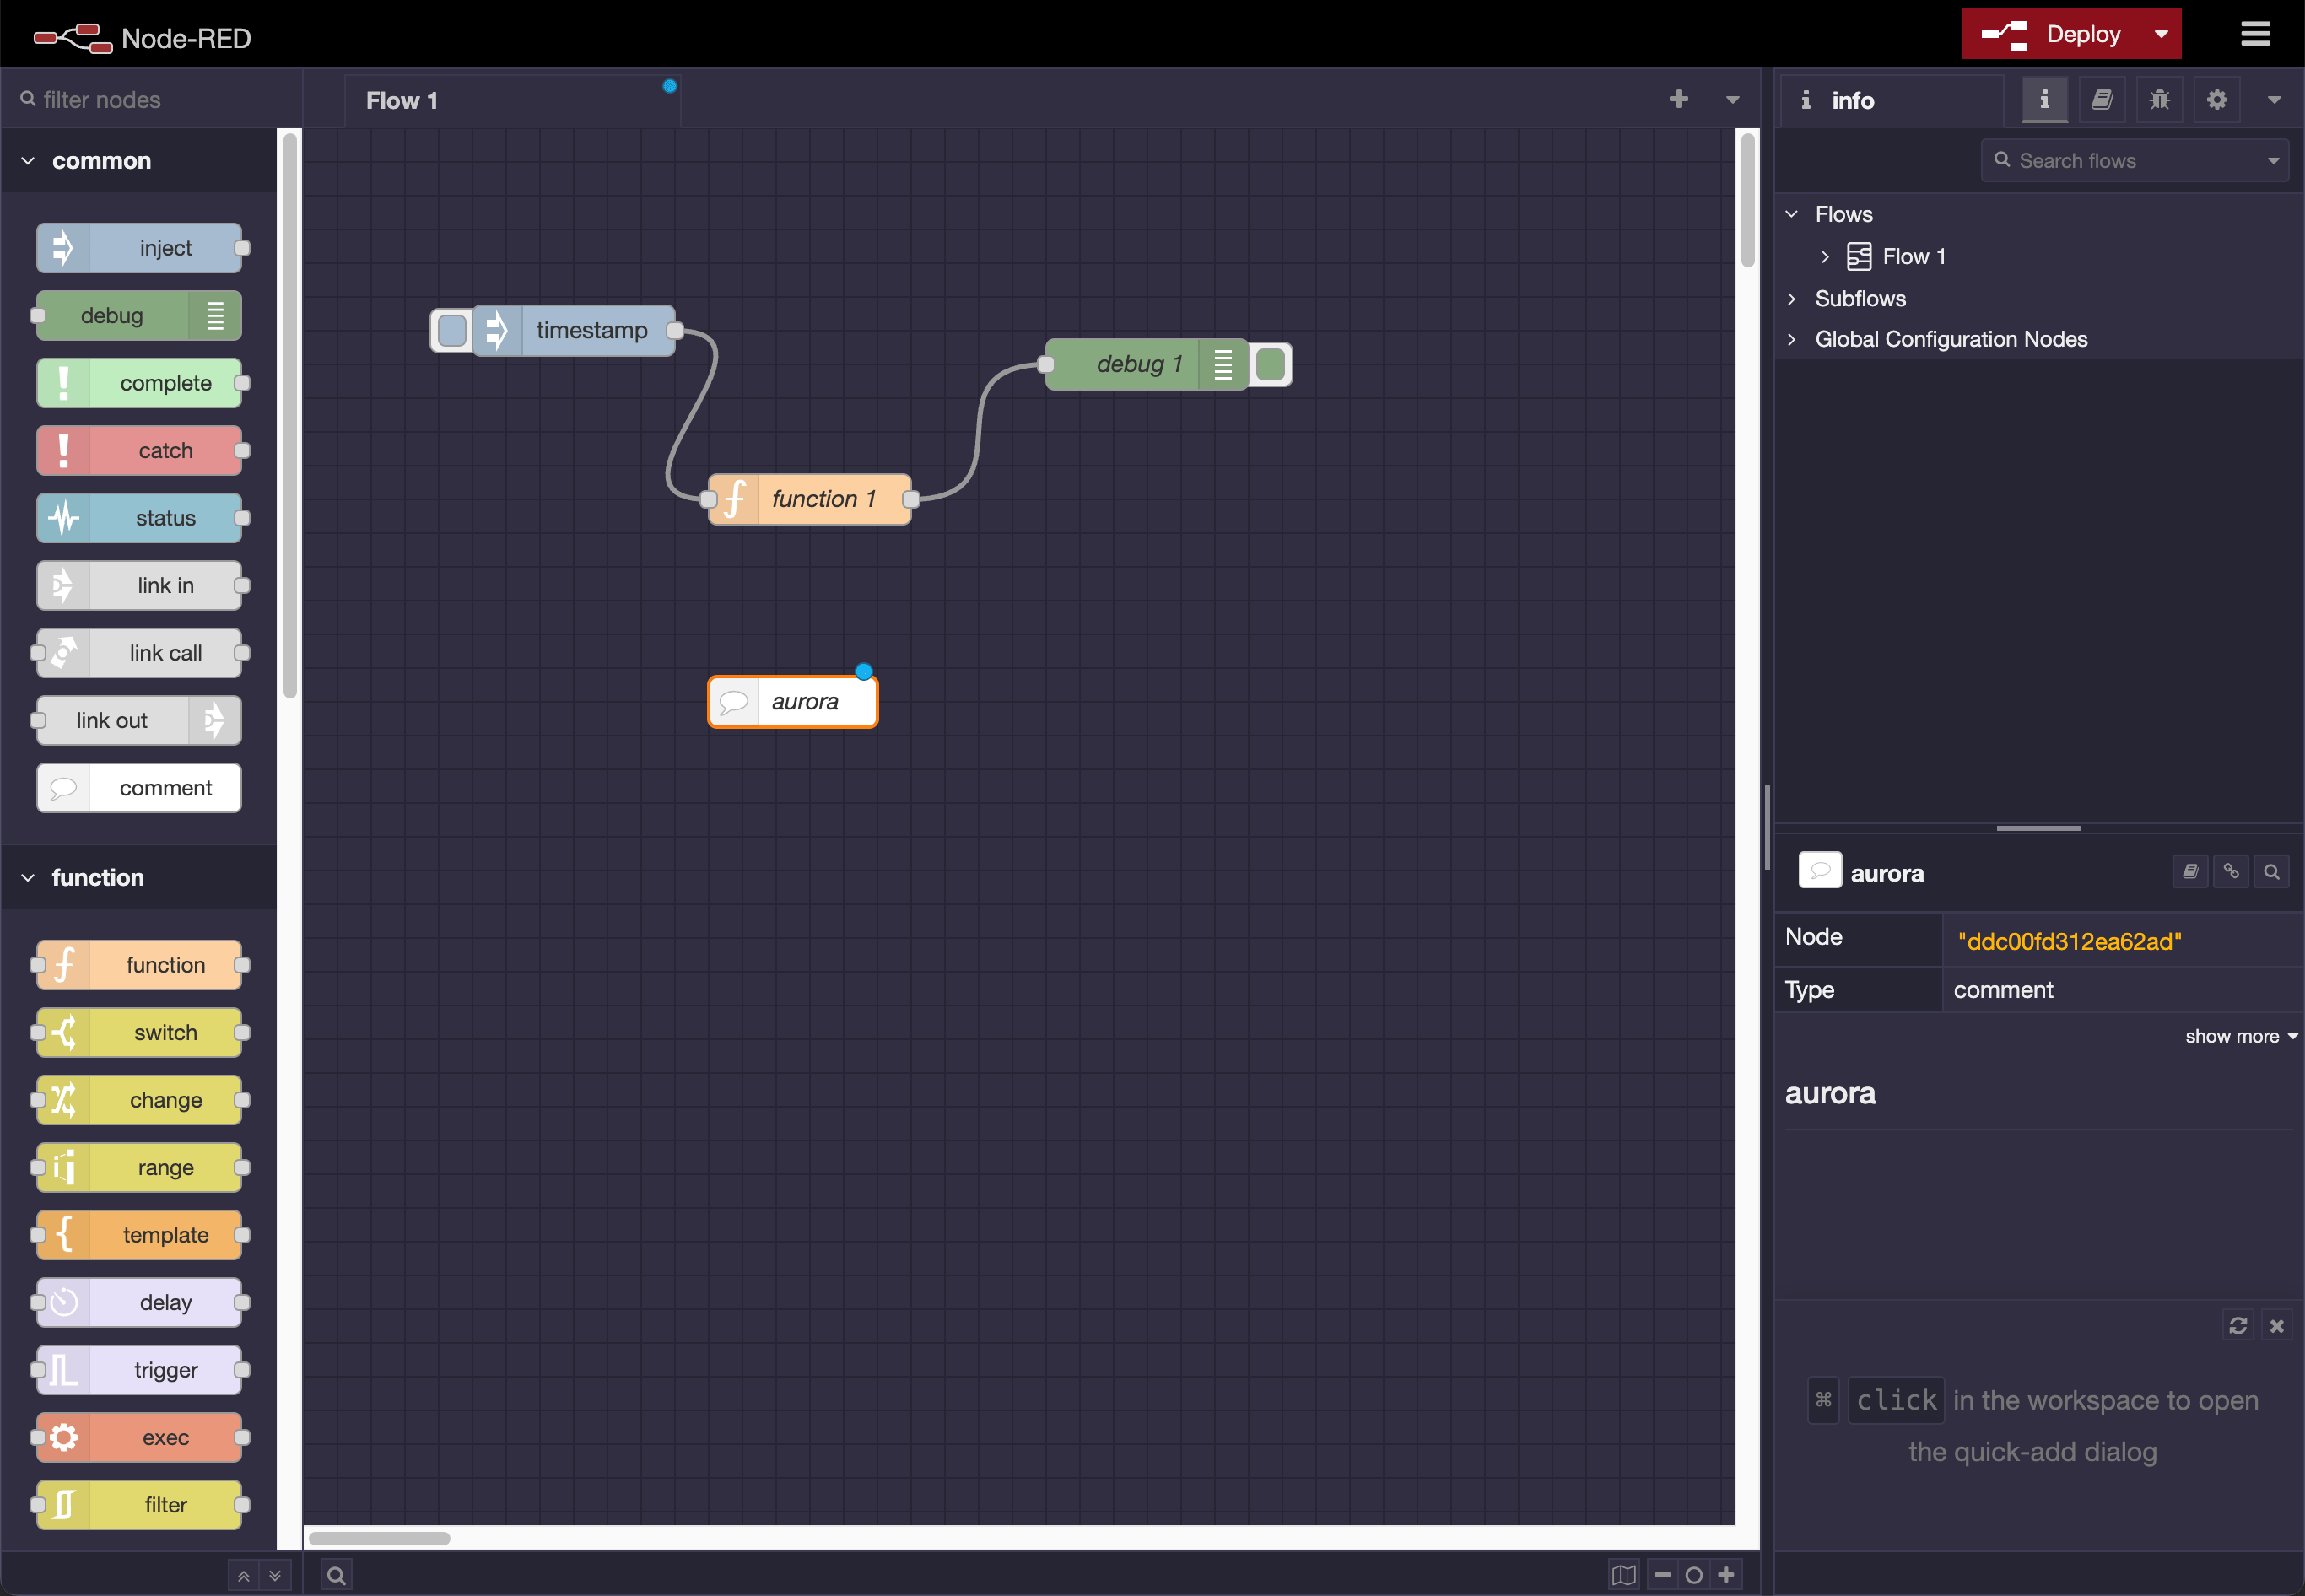 Node-RED
Deploy
filter nodes
Flow 1
info
common
Search flows
inject
debug
complete
catch
status
link in
link call
link out
comment
function
function
switch
change
range
template
delay
trigger
exec
filter
timestamp
debug 1
function 1
aurora
Flows
Flow 1
Subflows
Global Configuration Nodes
aurora
Node "ddc00fd312ea62ad"
Type comment
show more
aurora
⌘ click in the workspace to open
the quick-add dialog